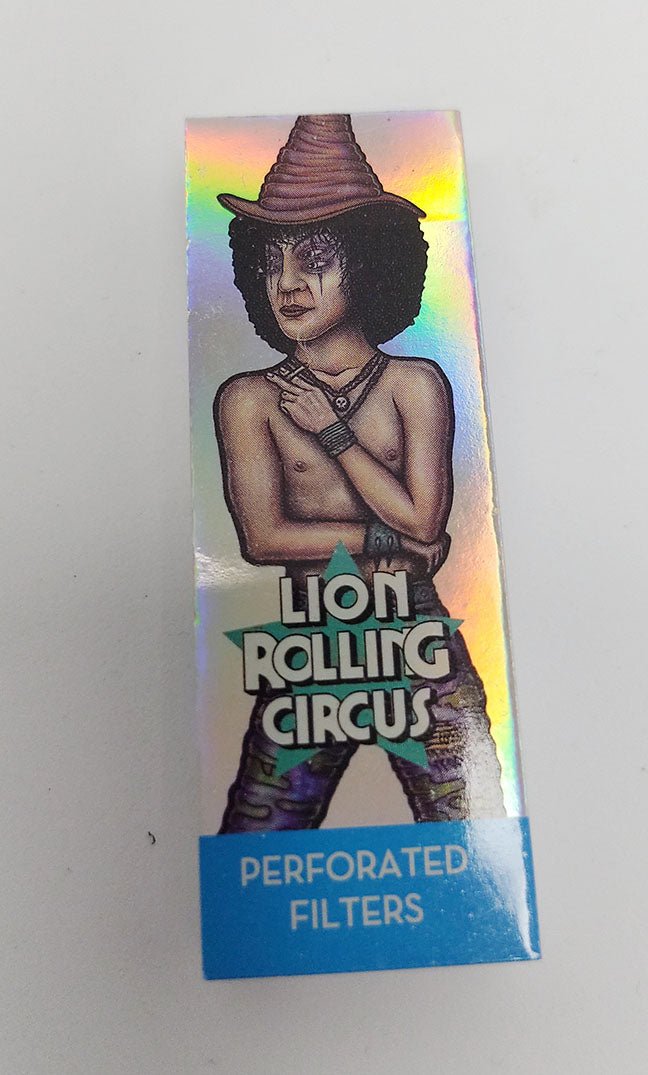 LION
ROLLING
CIRCUS
PERFORATED
FILTERS